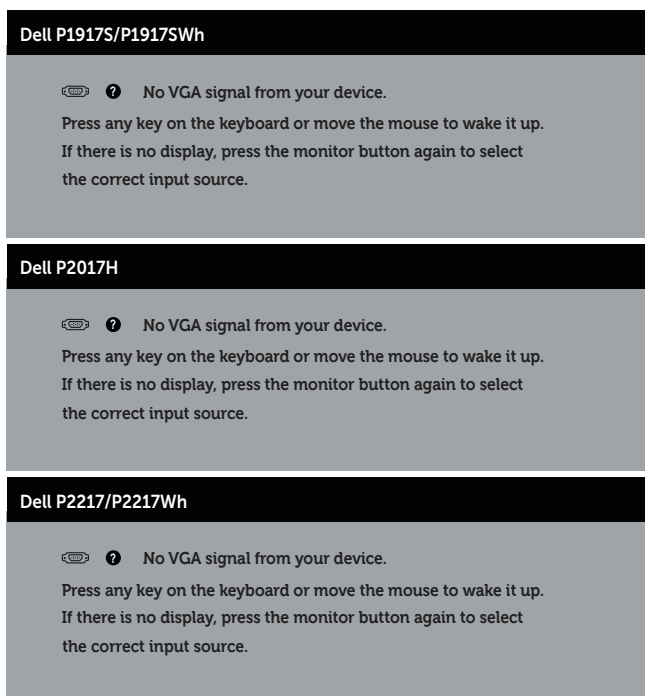 Dell P1917S/P1917SWh
No VGA signal from your device.
Press any key on the keyboard or move the mouse to wake it up.
If there is no display, press the monitor button again to select
the correct input source.
Dell P2017H
No VGA signal from your device.
Press any key on the keyboard or move the mouse to wake it up.
If there is no display, press the monitor button again to select
the correct input source.
Dell P2217/P2217Wh
No VGA signal from your device.
Press any key on the keyboard or move the mouse to wake it up.
If there is no display, press the monitor button again to select
the correct input source.